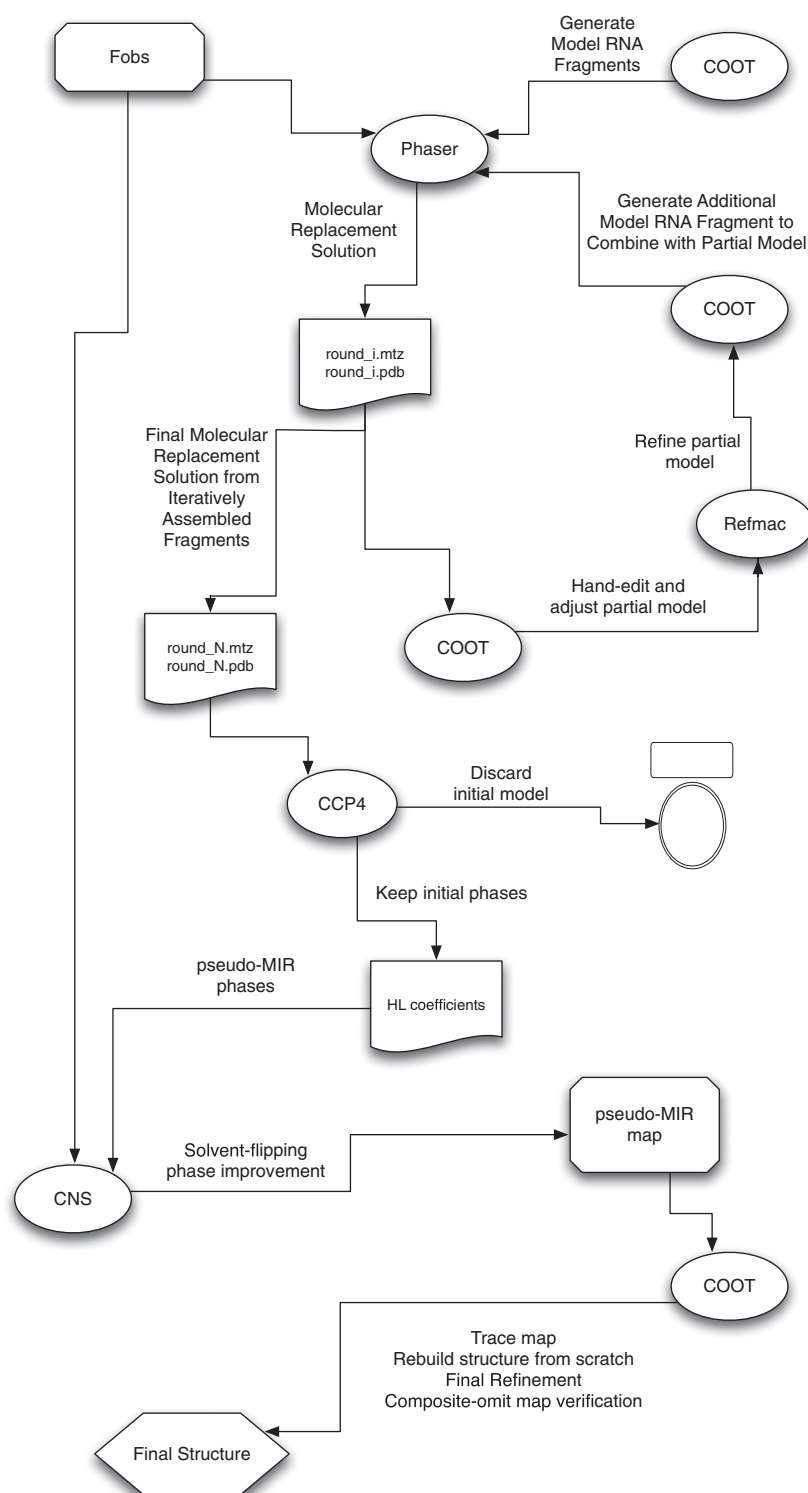 Fobs
Generate
Model RNA
Fragments
COOT
Phaser
Molecular
Replacement
Solution
Generate Additional
Model RNA Fragment to
Combine with Partial Model
COOT
round_i.mtz
round_i.pdb
Final Molecular
Replacement
Solution from
Iteratively
Assembled
Fragments
Refine partial
model
Refmac
Hand-edit and
adjust partial model
COOT
round_N.mtz
round_N.pdb
CCP4
Discard
initial model
Keep initial phases
pseudo-MIR
phases
HL coefficients
pseudo-MIR
map
Solvent-flipping
phase improvement
CNS
COOT
Trace map
Rebuild structure from scratch
Final Refinement
Composite-omit map verification
Final Structure